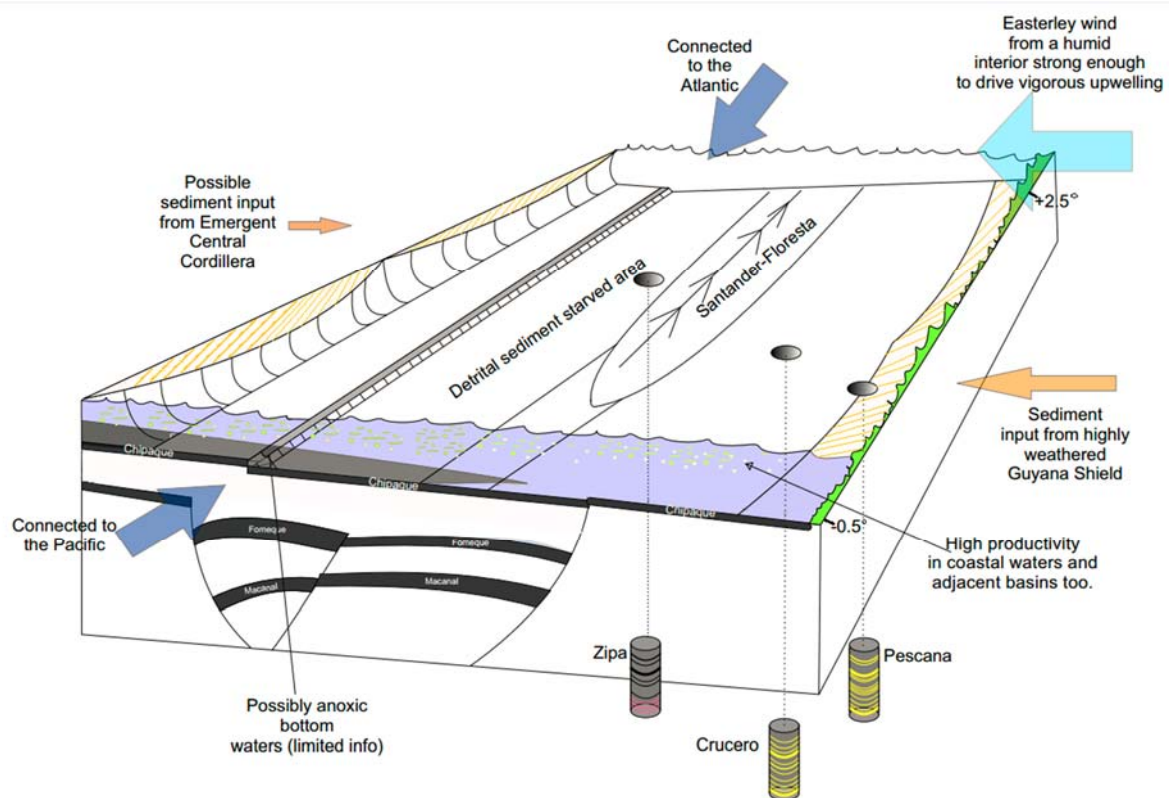 Connected
to the
Atlantic
Easterley wind
from a humid
interior strong enough
to drive vigorous upwelling
Possible
sediment input
from Emergent
Central
Cordillera
+2.5°
Santander-Floresta
Detrital sediment starved area
Sediment
input from highly
weathered
Guyana Shield
Chipaque
Chipaque
Chipaque
-0.5°
Connected to
the Pacific
Fomeque
Fomeque
Macanal
Macanal
High productivity
in coastal waters and
adjacent basins too.
Zipa
Pescana
Possibly anoxic
bottom
waters (limited info)
Crucero